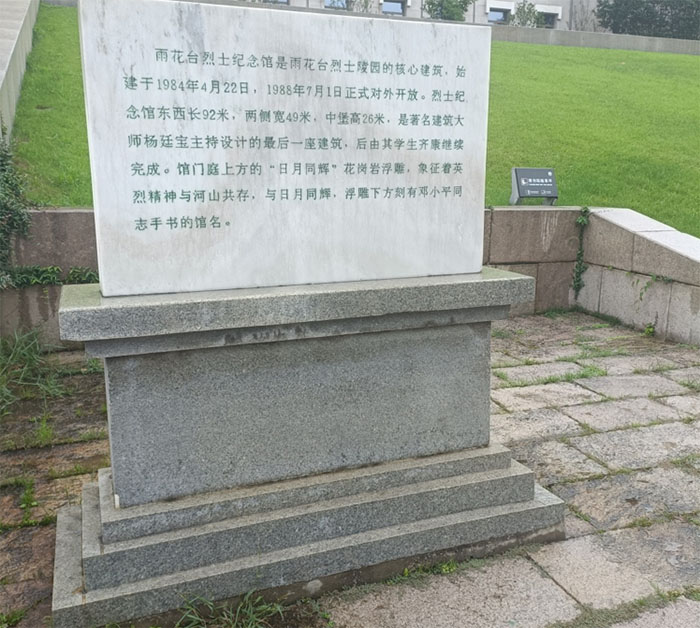 雨花台烈士纪念馆是雨花台烈士陵园的核心建筑，始
建于1984年4月22日，1988年7月1日正式对外开放。烈士纪
念馆东西长92米，两侧宽49米，中堡高26米，是著名建筑大
师杨廷宝主持设计的最后一座建筑，后由其学生齐康继续
完成。馆门庭上方的“日月同辉”花岗岩浮雕，象征着英
烈精神与河山共存，与日月同辉，浮雕下方刻有邓小平同
志手书的馆名。